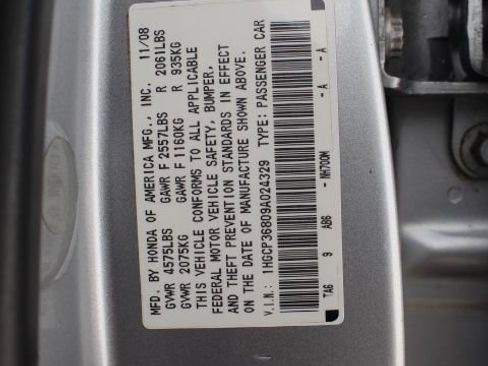 MFD. BY HONDA OF AMERICA MFG., INC. 11/08
GVWR 4575LBS GAWR F 2557LBS R 2061LBS
GVWR 2075KG GAWR F 1160KG R 935KG
THIS VEHICLE CONFORMS TO ALL APPLICABLE
FEDERAL MOTOR VEHICLE SAFETY, BUMPER,
AND THEFT PREVENTION STANDARDS IN EFFECT
ON THE DATE OF MANUFACTURE SHOWN ABOVE.
V.I.N.: 1HGCP36809A024329 TYPE: PASSENGER CAR
TA6 9 AB6 - NH700M - A - A